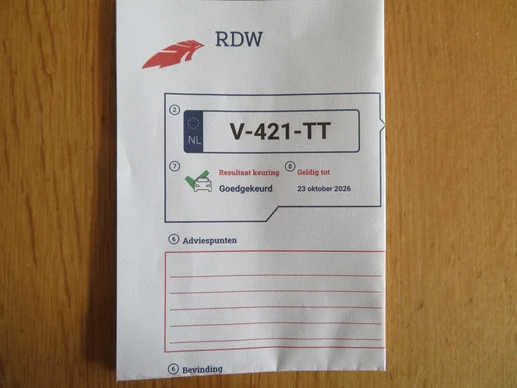 RDW
2
NL
V-421-TT
7 Resultaat keuring 8 Geldig tot
Goedgekeurd 23 oktober 2026
6 Adviespunten
6 Bevinding